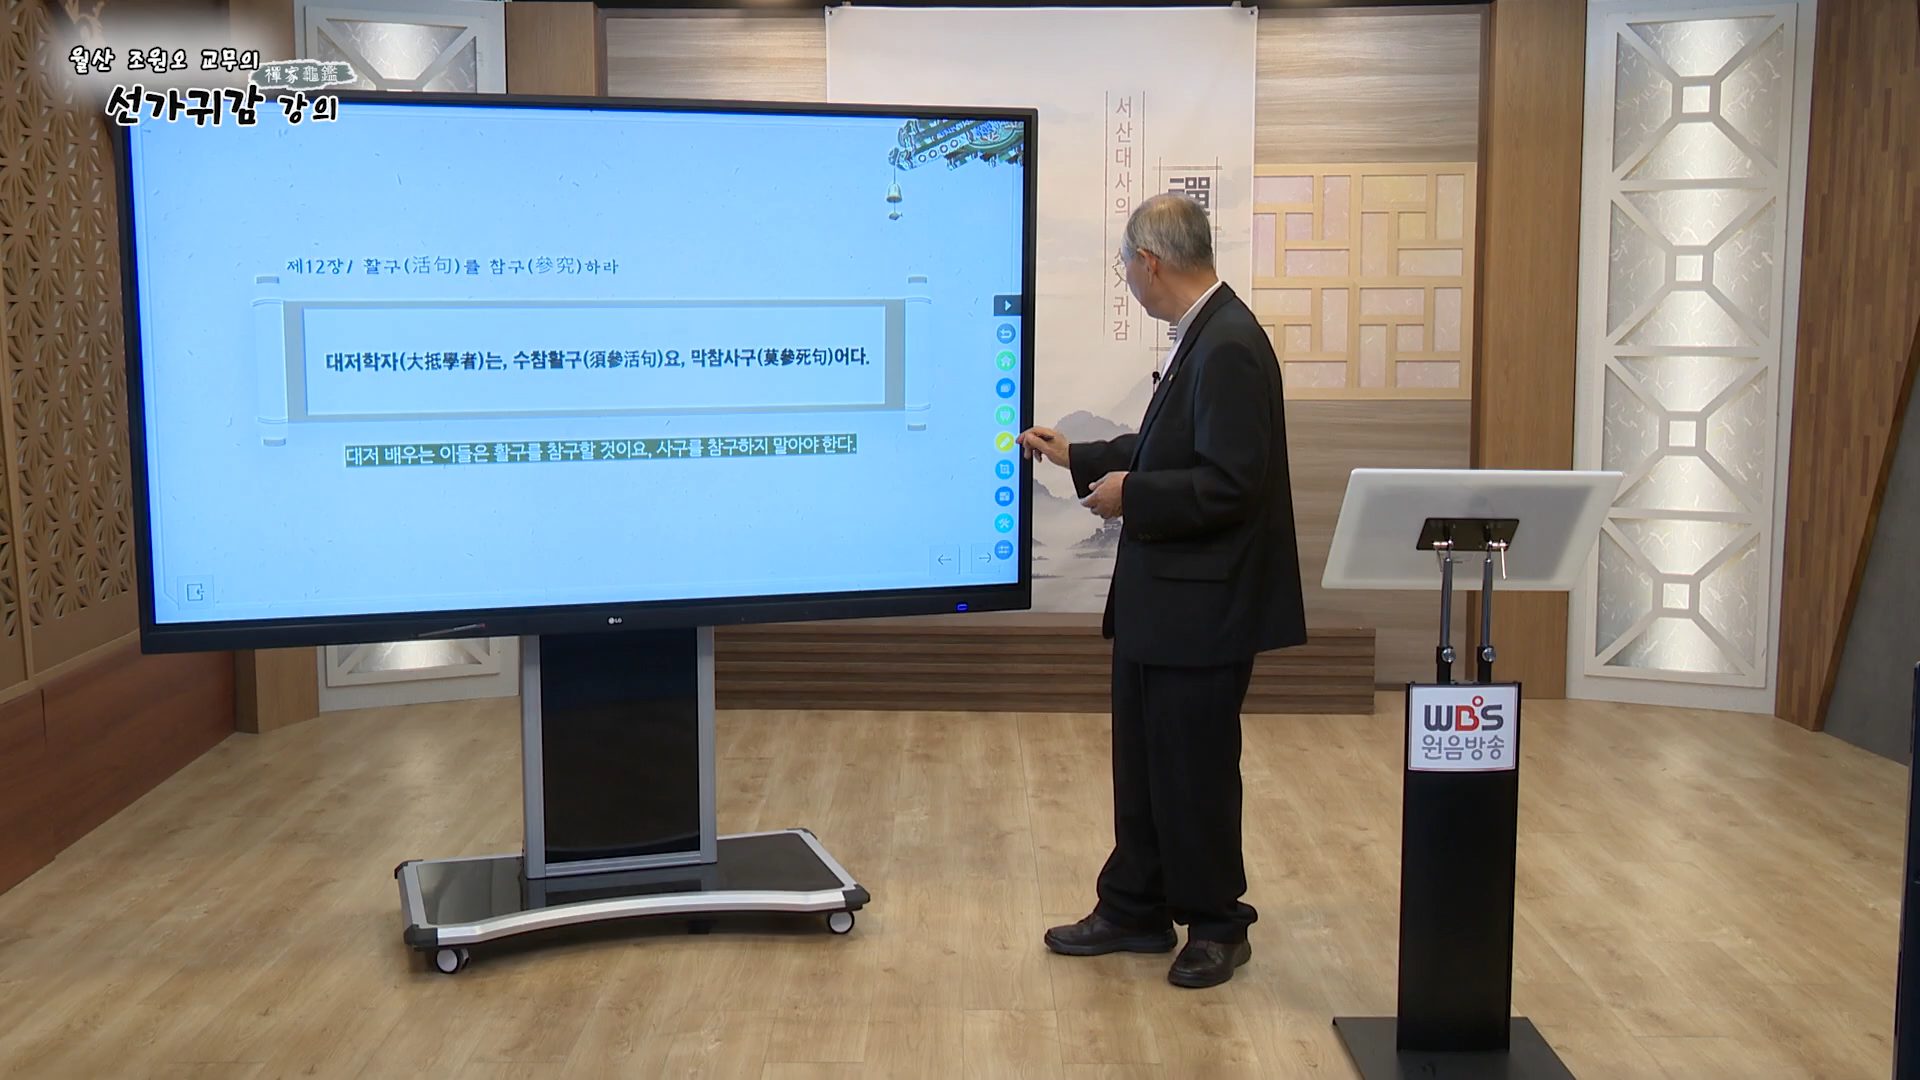 월산 조원오 교무의
선가귀감 강의
禪家龜鑑
제12장/ 활구(活句)를 참구(參究)하라
대저학자(大抵學者)는, 수참활구(須參活句)요, 막참사구(莫參死句)어다.
대저 배우는 이들은 활구를 참구할 것이요, 사구를 참구하지 말아야 한다.
LG
서산대사의
귀감
禪
WBS
원음방송